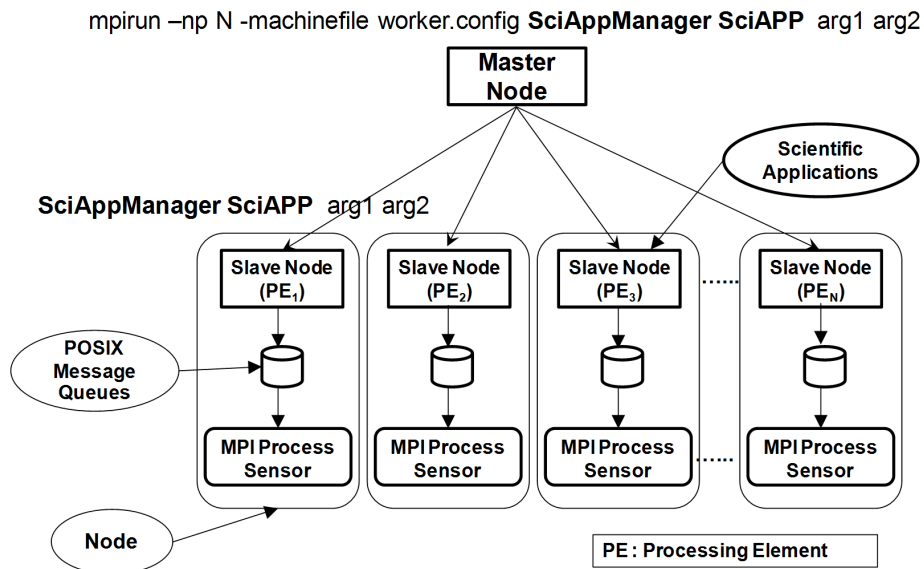 mpirun –np N -machinefile worker.config SciAppManager SciAPP arg1 arg2
Master
Node
Scientific
Applications
SciAppManager SciAPP arg1 arg2
Slave Node
(PE1)
Slave Node
(PE2)
Slave Node
(PE3)
......
Slave Node
(PEN)
POSIX
Message
Queues
MPI Process
Sensor
MPI Process
Sensor
MPI Process
Sensor
......
MPI Process
Sensor
Node
PE : Processing Element